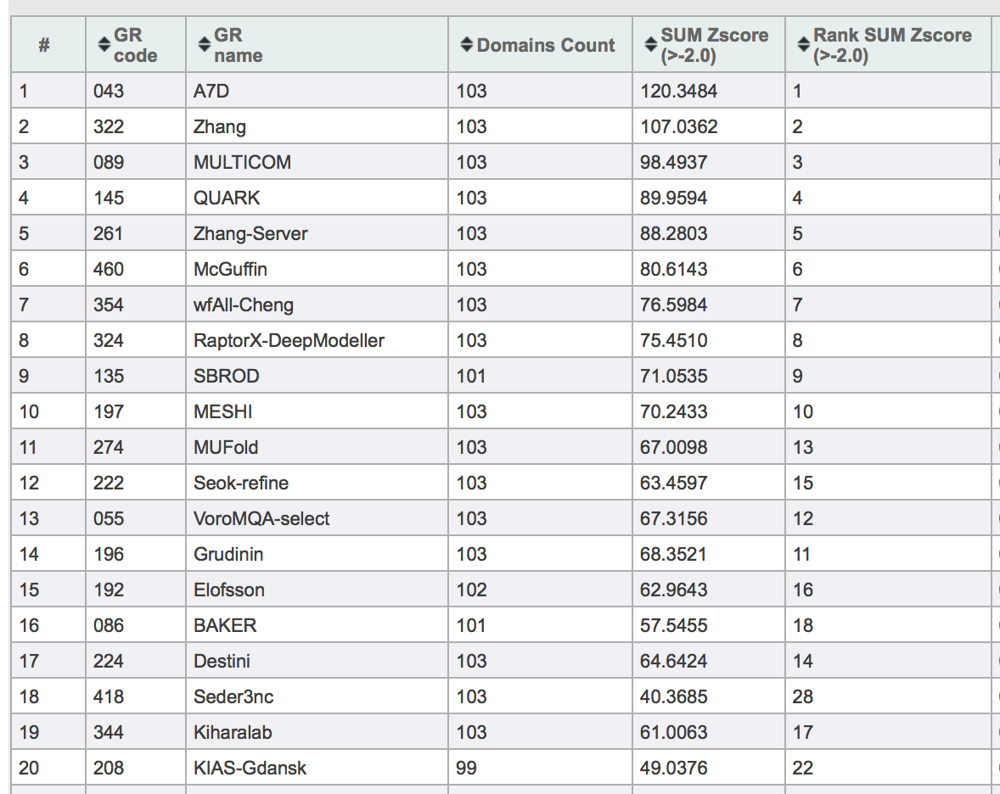 # GR code GR name Domains Count SUM Zscore (>-2.0) Rank SUM Zscore (>-2.0)
1 043 A7D 103 120.3484 1
2 322 Zhang 103 107.0362 2
3 089 MULTICOM 103 98.4937 3
4 145 QUARK 103 89.9594 4
5 261 Zhang-Server 103 88.2803 5
6 460 McGuffin 103 80.6143 6
7 354 wfAll-Cheng 103 76.5984 7
8 324 RaptorX-DeepModeller 103 75.4510 8
9 135 SBROD 101 71.0535 9
10 197 MESHI 103 70.2433 10
11 274 MUFold 103 67.0098 13
12 222 Seok-refine 103 63.4597 15
13 055 VoroMQA-select 103 67.3156 12
14 196 Grudinin 103 68.3521 11
15 192 Elofsson 102 62.9643 16
16 086 BAKER 101 57.5455 18
17 224 Destini 103 64.6424 14
18 418 Seder3nc 103 40.3685 28
19 344 Kiharalab 103 61.0063 17
20 208 KIAS-Gdansk 99 49.0376 22